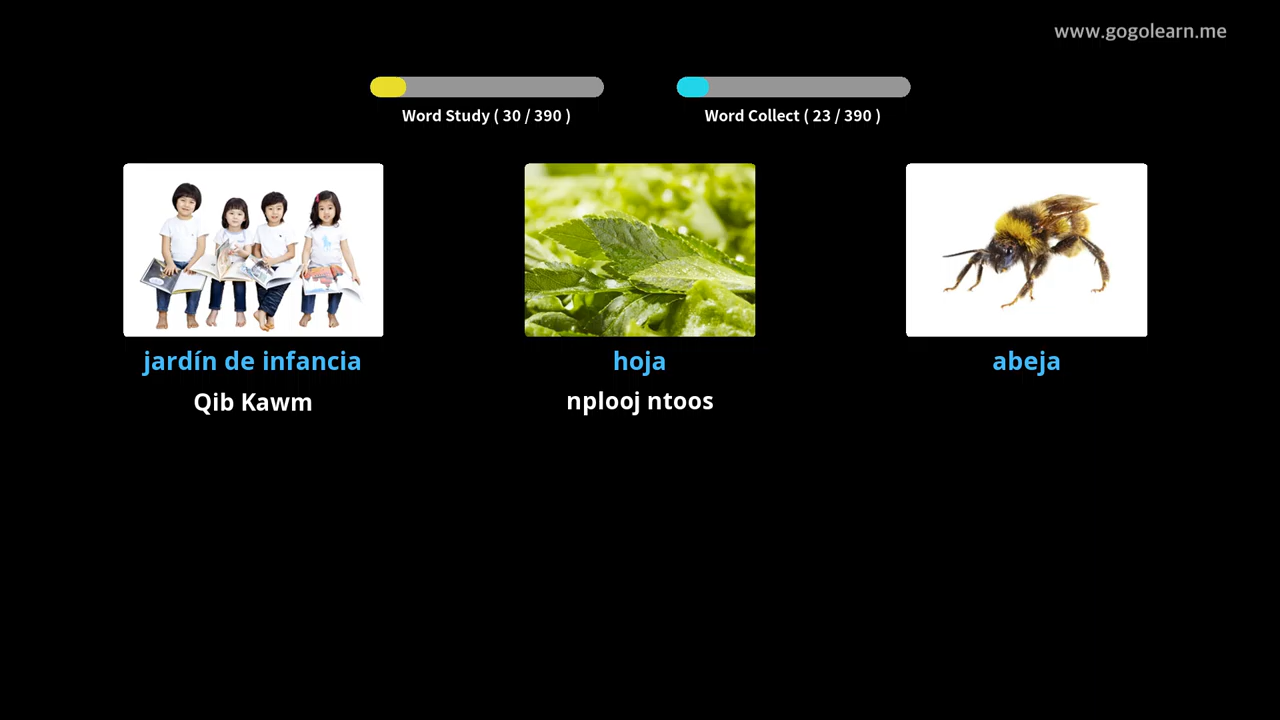 www.gogolearn.me
Word Study ( 30 / 390 )
Word Collect ( 23 / 390 )
jardín de infancia
hoja
abeja
Qib Kawm
nplooj ntoos